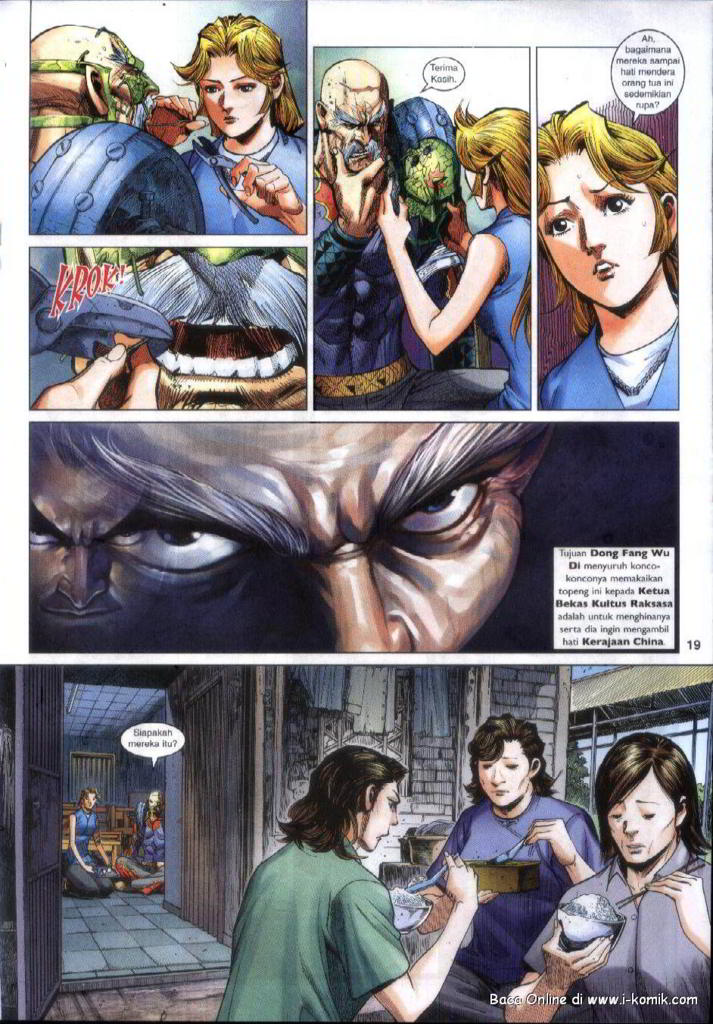 Terima
Kasih.
Ah,
bagaimana
mereka sampai
hati mendera
orang tua ini
sedemikian
rupa?
KROK!
Tujuan Dong Fang Wu
Di menyuruh konco-
konconya memakaikan
topeng ini kepada Ketua
Bekas Kultus Raksasa
adalah untuk menghinanya
serta dia ingin mengambil
hati Kerajaan China.
19
Siapakah
mereka itu?
Baca Online di www.i-komik.com